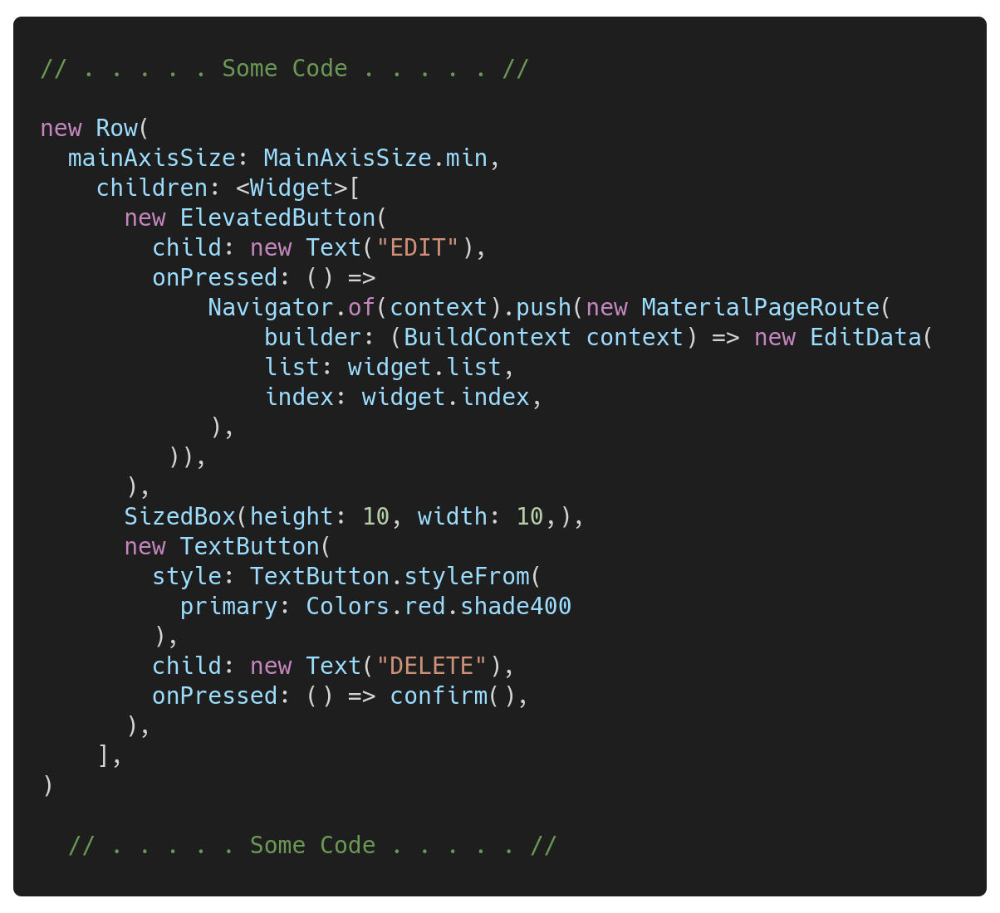 // . . . . . Some Code . . . . . //
new Row(
  mainAxisSize: MainAxisSize.min,
    children: <Widget>[
      new ElevatedButton(
        child: new Text("EDIT"),
        onPressed: () =>
            Navigator.of(context).push(new MaterialPageRoute(
                builder: (BuildContext context) => new EditData(
                list: widget.list,
                index: widget.index,
            ),
         )),
      ),
      SizedBox(height: 10, width: 10,),
      new TextButton(
        style: TextButton.styleFrom(
          primary: Colors.red.shade400
        ),
        child: new Text("DELETE"),
        onPressed: () => confirm(),
      ),
    ],
)
  // . . . . . Some Code . . . . . //